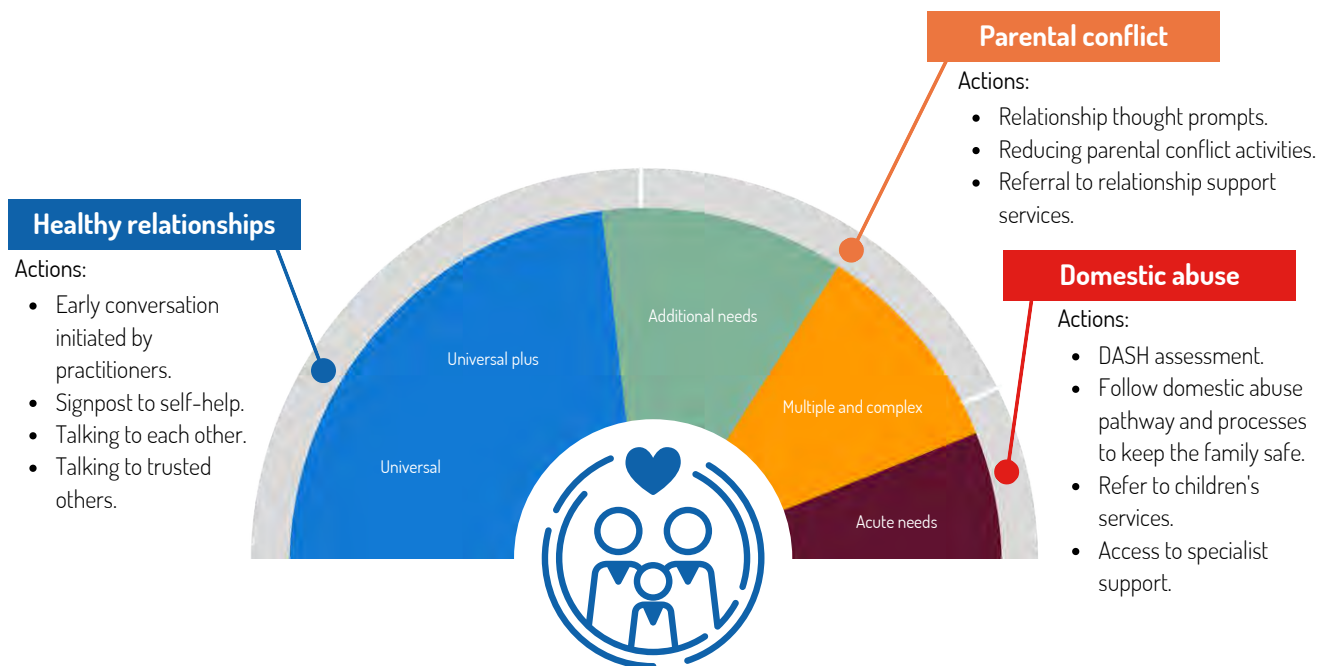 Parental conflict
Actions:
• Relationship thought prompts.
• Reducing parental conflict activities.
• Referral to relationship support
services.
Healthy relationships
Actions:
• Early conversation
initiated by
practitioners.
• Signpost to self-help.
• Talking to each other.
• Talking to trusted
others.
Domestic abuse
Actions:
• DASH assessment.
• Follow domestic abuse
pathway and processes
to keep the family safe.
• Refer to children's
services.
• Access to specialist
support.
Universal
Universal plus
Additional needs
Multiple and complex
Acute needs